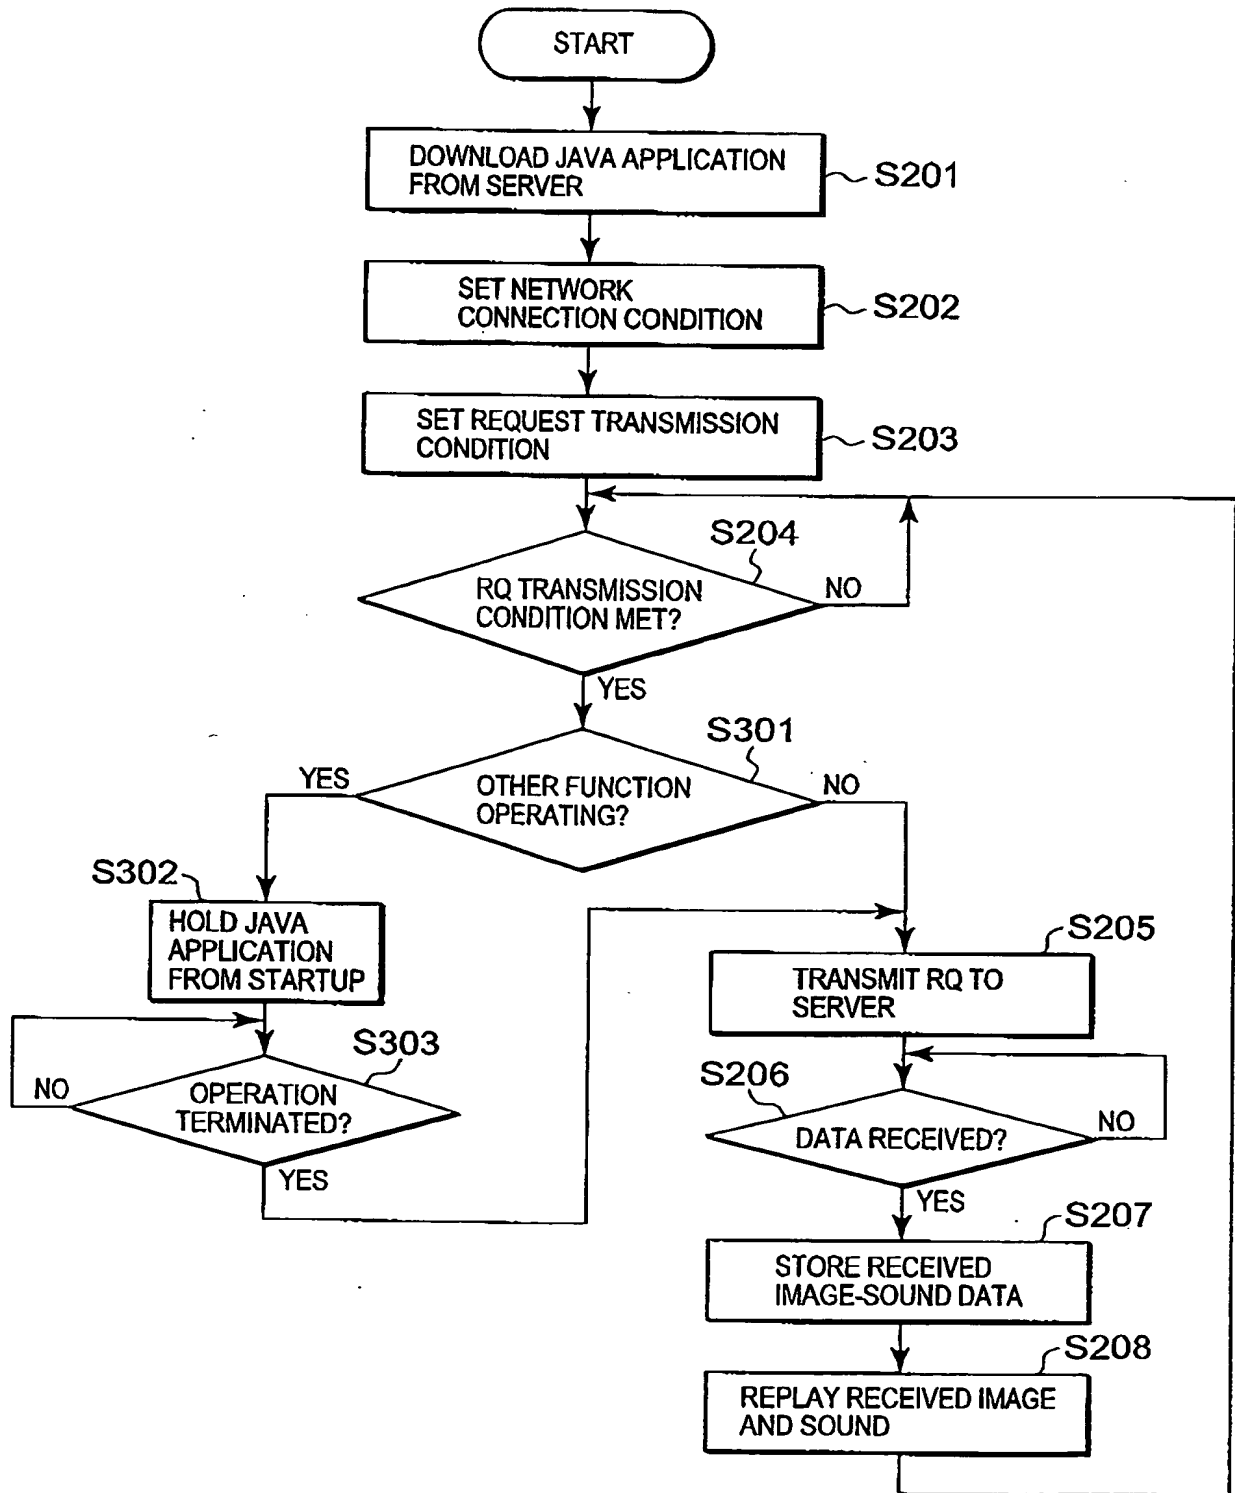 START
DOWNLOAD JAVA APPLICATION
FROM SERVER
S201
SET NETWORK
CONNECTION CONDITION
S202
SET REQUEST TRANSMISSION
CONDITION
S203
S204
RQ TRANSMISSION
CONDITION MET?
NO
YES
S301
YES
OTHER FUNCTION
OPERATING?
NO
S302
HOLD JAVA
APPLICATION
FROM STARTUP
S205
TRANSMIT RQ TO
SERVER
S303
NO
OPERATION
TERMINATED?
YES
S206
DATA RECEIVED?
NO
YES
S207
STORE RECEIVED
IMAGE-SOUND DATA
S208
REPLAY RECEIVED IMAGE
AND SOUND